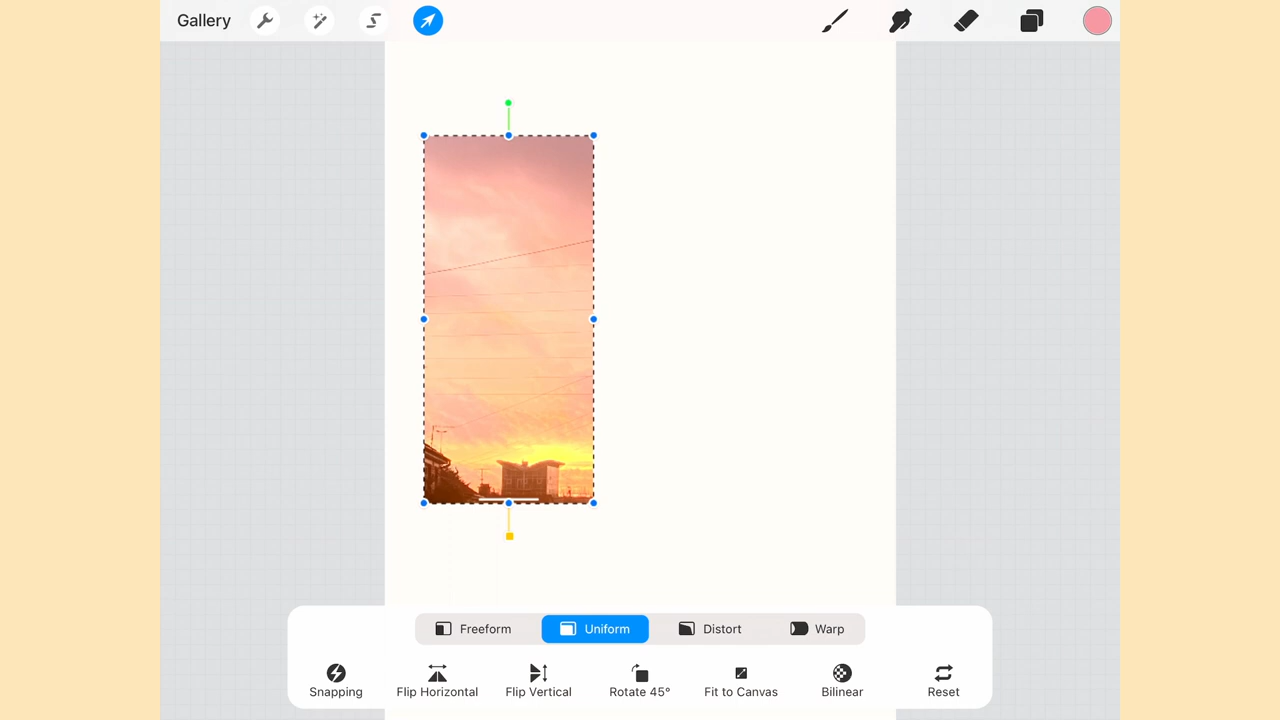 Gallery
Freeform Uniform Distort Warp
Snapping Flip Horizontal Flip Vertical Rotate 45° Fit to Canvas Bilinear Reset